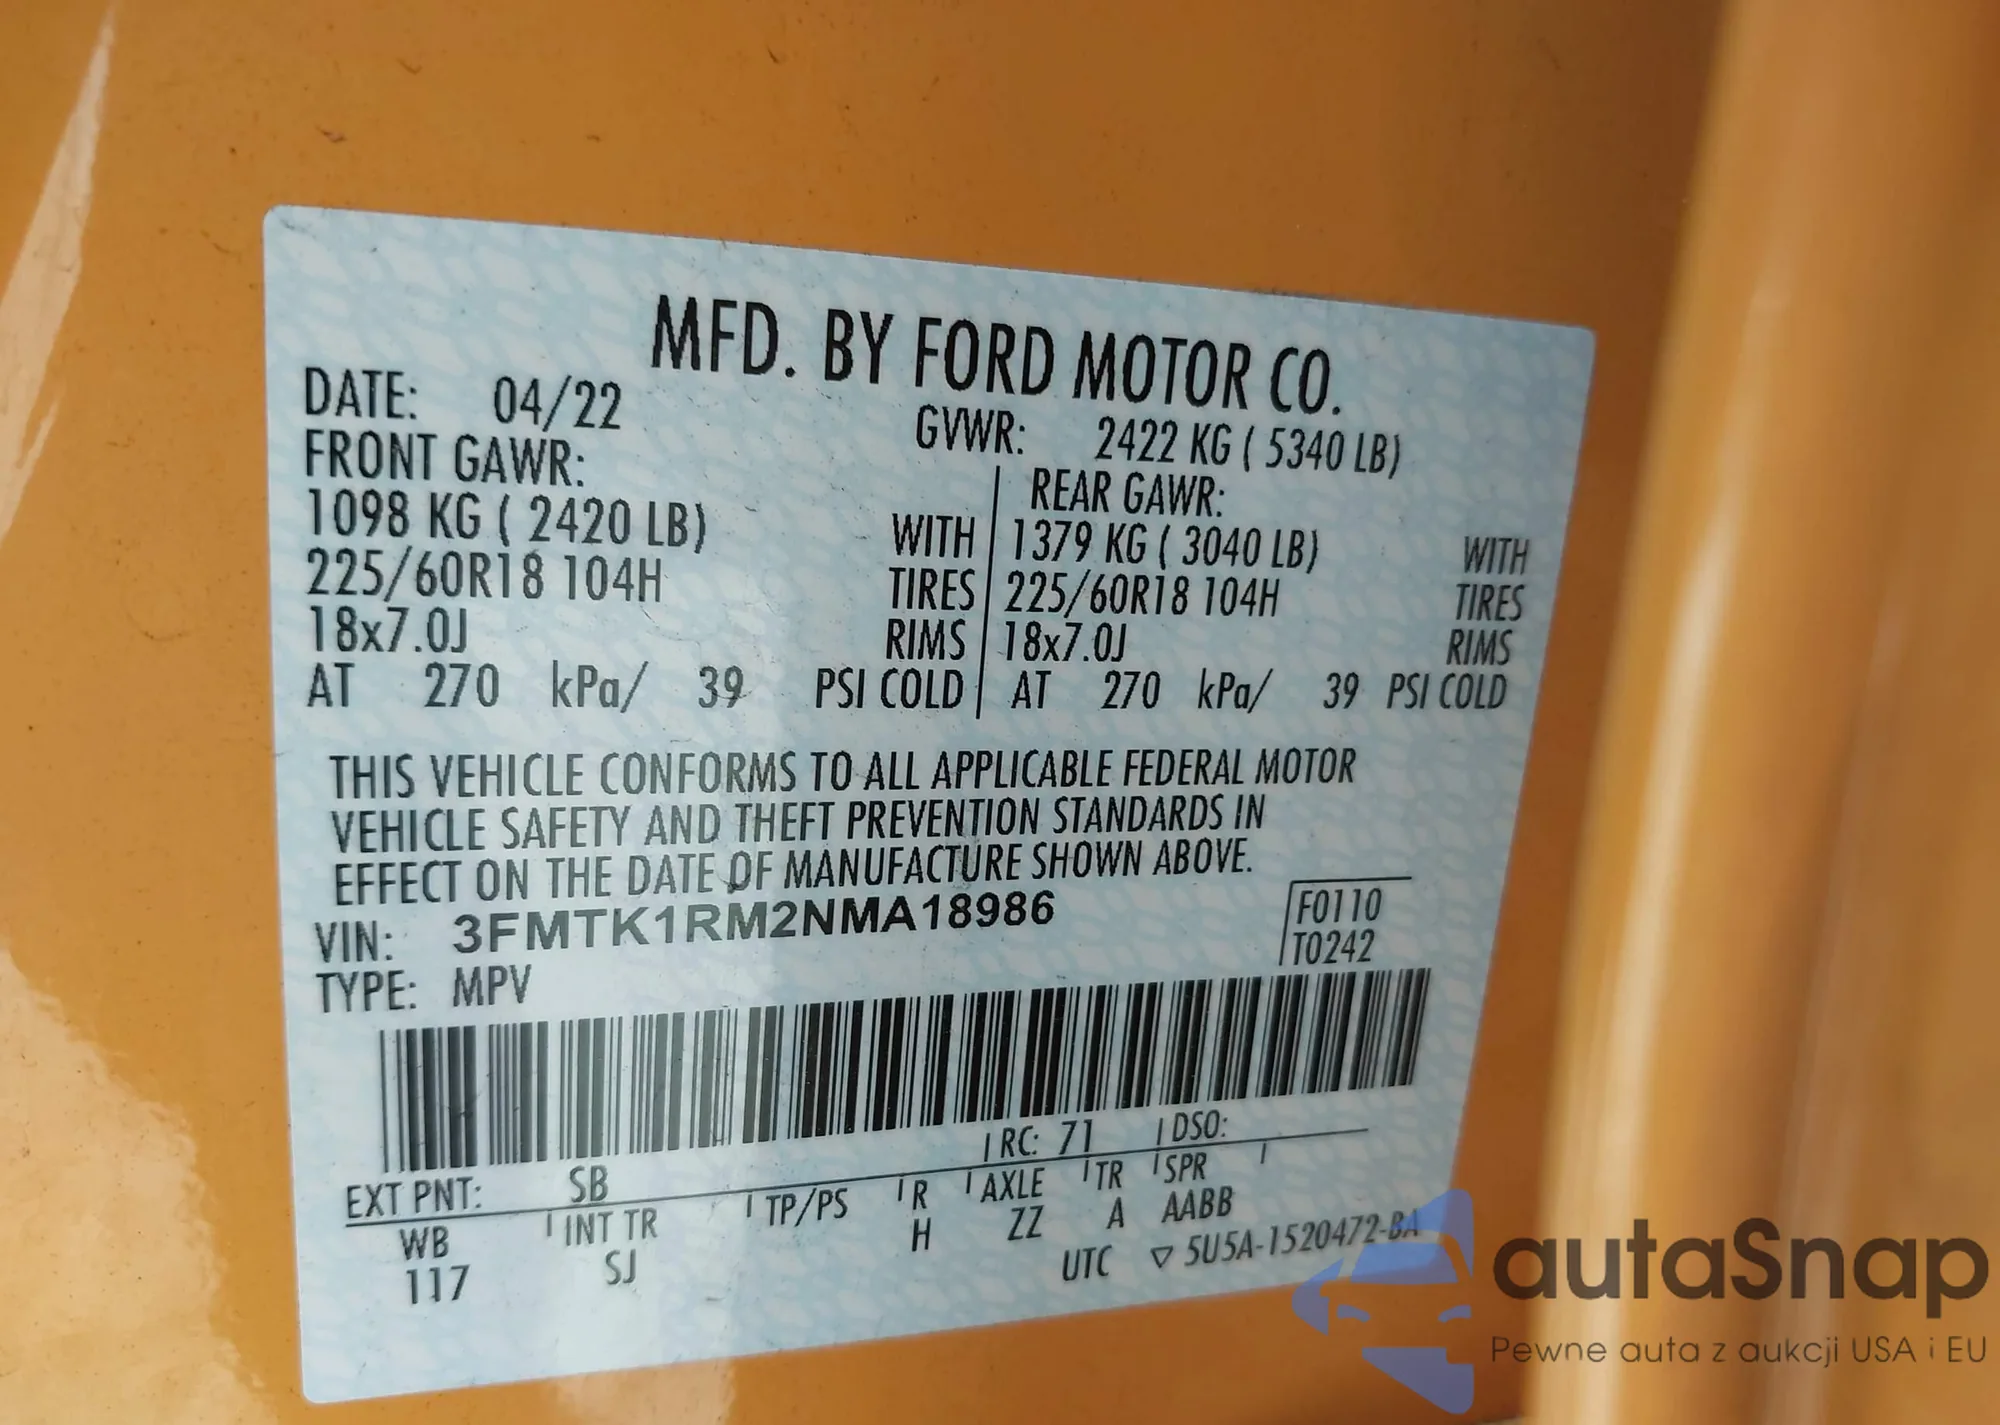 MFD. BY FORD MOTOR CO.
DATE: 04/22 GVWR: 2422 KG ( 5340 LB)
FRONT GAWR: REAR GAWR:
1098 KG ( 2420 LB) WITH 1379 KG ( 3040 LB) WITH
225/60R18 104H TIRES 225/60R18 104H TIRES
18x7.0J RIMS 18x7.0J RIMS
AT 270 kPa/ 39 PSI COLD AT 270 kPa/ 39 PSI COLD
THIS VEHICLE CONFORMS TO ALL APPLICABLE FEDERAL MOTOR
VEHICLE SAFETY AND THEFT PREVENTION STANDARDS IN
EFFECT ON THE DATE OF MANUFACTURE SHOWN ABOVE.
VIN: 3FMTK1RM2NMA18986 F0110
TYPE: MPV T0242
RC: 71 DSO:
EXT PNT: SB
WB INT TR TP/PS R AXLE TR SPR
117 SJ H ZZ A AABB
UTC ▽ 5U5A-1520472-BA
autaSnap
Pewne auta z aukcji USA i EU